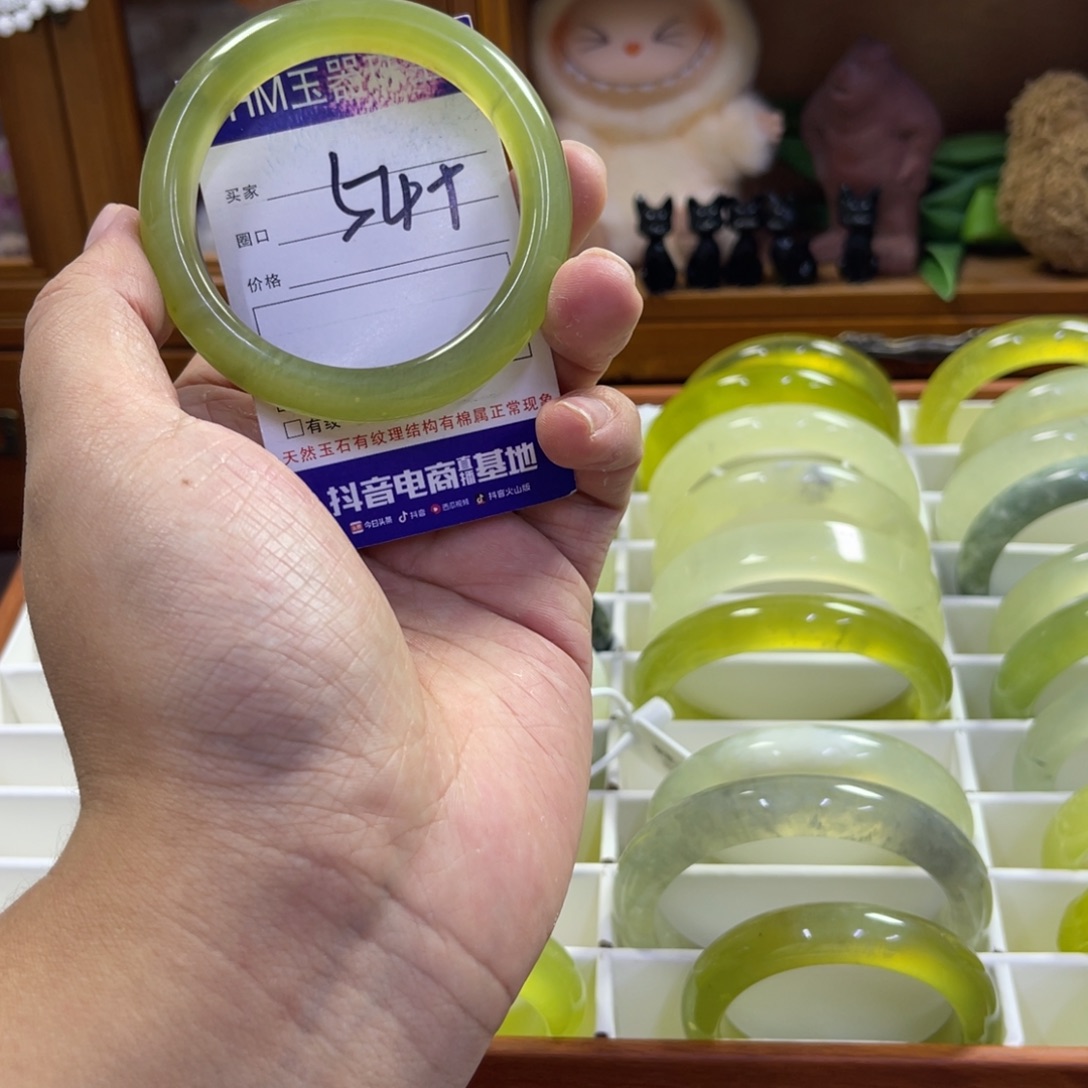 HM玉器
买家
圈口
54+
价格
有纹
天然玉石有纹理结构有棉属正常现象
抖音电商直播基地
今日头条 抖音 西瓜视频 抖音火山版